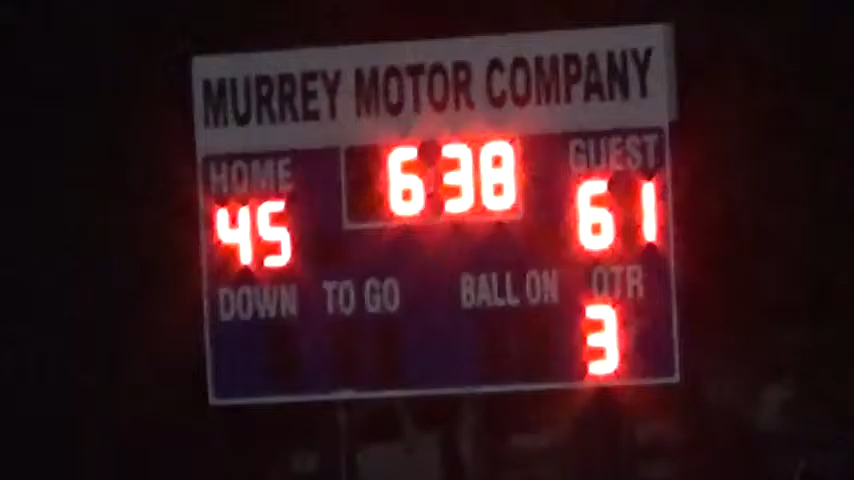 MURREY MOTOR COMPANY
HOME 6 38 GUEST
45 61
DOWN TO GO BALL ON QTR
3